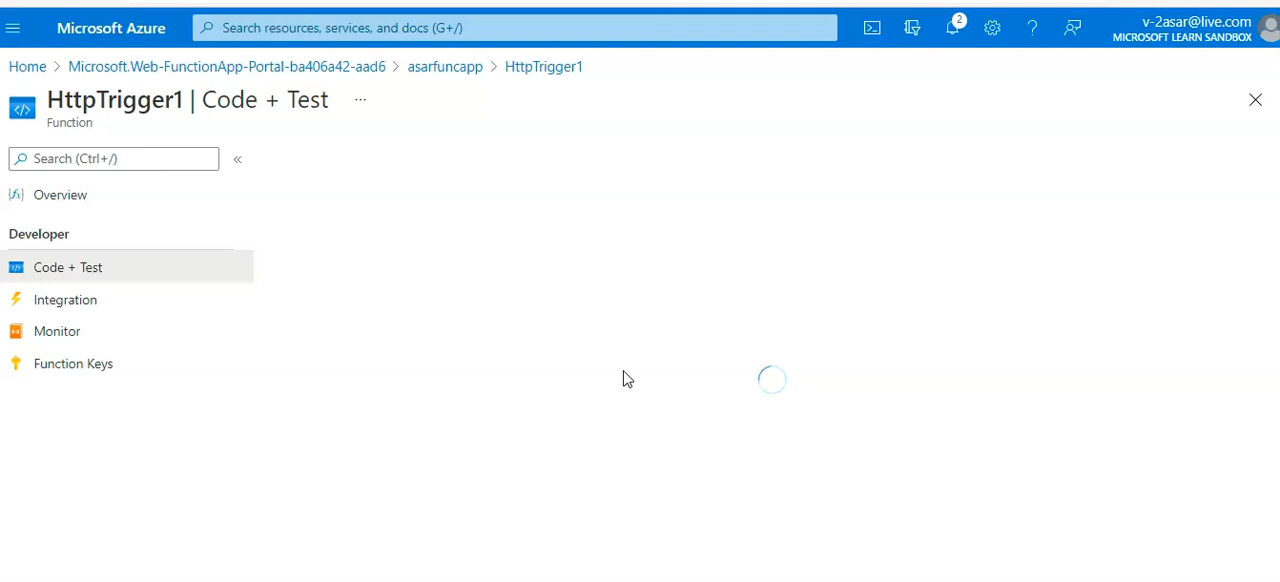 Microsoft Azure
Search resources, services, and docs (G+/)
2
v-2asar@live.com
MICROSOFT LEARN SANDBOX
Home > Microsoft.Web-FunctionApp-Portal-ba406a42-aad6 > asarfuncapp > HttpTrigger1
HttpTrigger1 | Code + Test ...
Function
Search (Ctrl+/)
Overview
Developer
Code + Test
Integration
Monitor
Function Keys